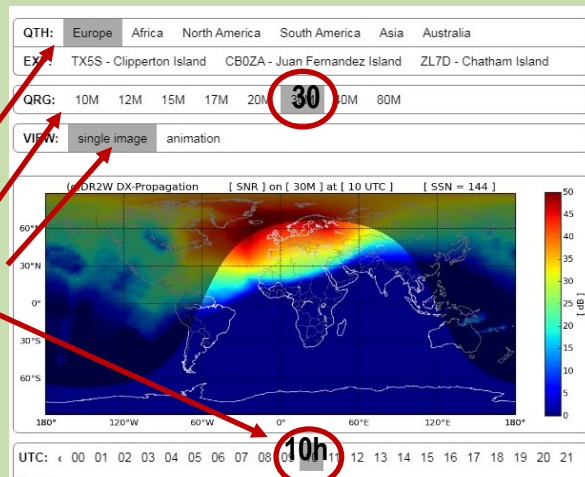 QTH: Europe Africa North America South America Asia Australia
TX5S - Clipperton Island CB0ZA - Juan Fernandez Island ZL7D - Chatham Island
QRG: 10M 12M 15M 17M 20M 30 40M 80M
VIEW: single image animation
(c)DR2W DX-Propagation [ SNR ] on [ 30M ] at [ 10 UTC ] [ SSN = 144 ]
60°N
30°N
0°
30°S
60°S
180° 120°W 60°W 0° 60°E 120°E 180°
50
45
40
35
30
25
20
15
10
5
0
[ dB ]
UTC: ‹ 00 01 02 03 04 05 06 07 08 09 10h 11 12 13 14 15 16 17 18 19 20 21